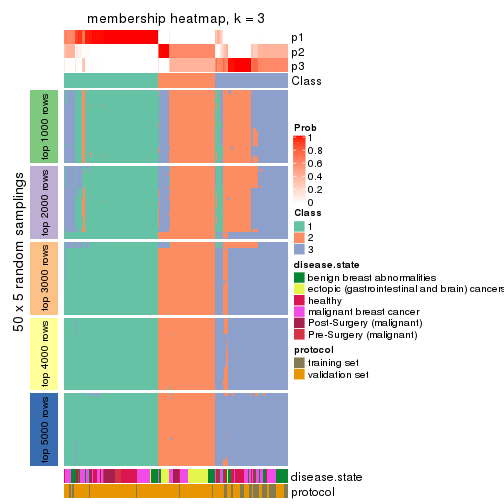 membership heatmap, k = 3
p1
p2
p3
Class
50 x 5 random samplings
top 1000 rows
top 2000 rows
top 3000 rows
top 4000 rows
top 5000 rows
disease.state
protocol
Prob
1
0.8
0.6
0.4
0.2
0
Class
1
2
3
disease.state
benign breast abnormalities
ectopic (gastrointestinal and brain) cancers
healthy
malignant breast cancer
Post-Surgery (malignant)
Pre-Surgery (malignant)
protocol
training set
validation set